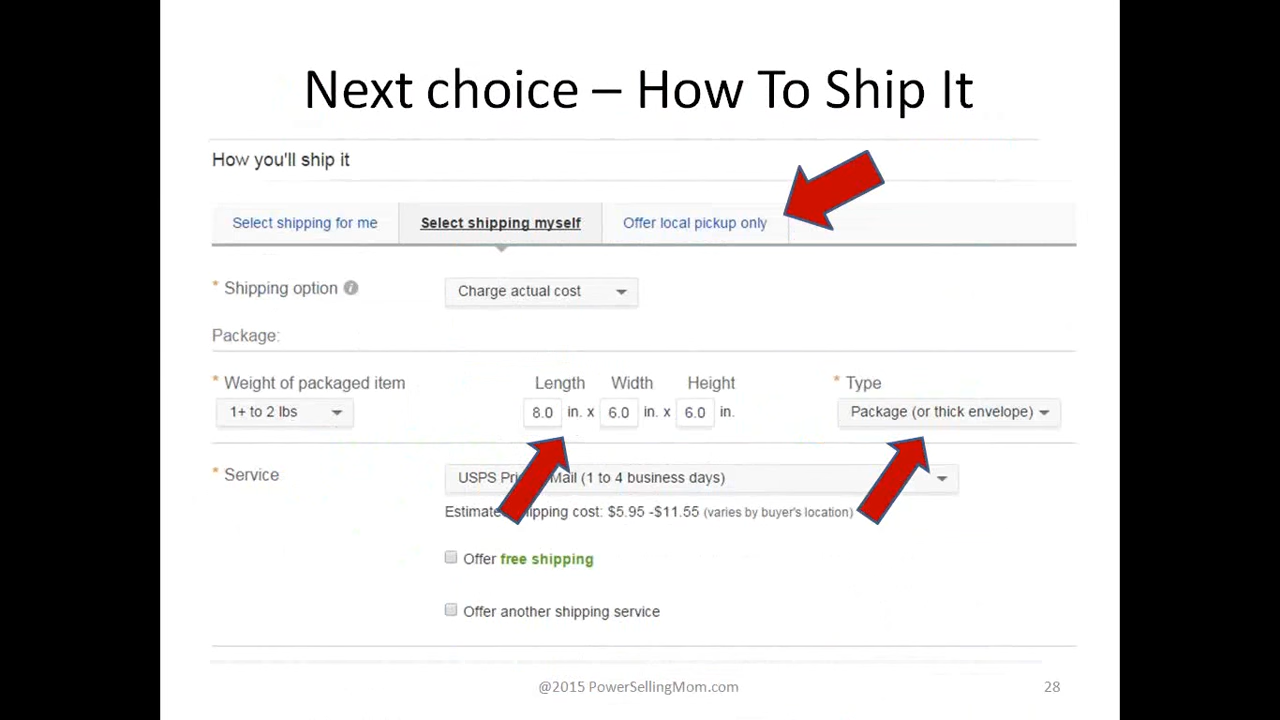 Next choice – How To Ship It
How you'll ship it
Select shipping for me Select shipping myself Offer local pickup only
* Shipping option i Charge actual cost
Package:
* Weight of packaged item Length Width Height * Type
1+ to 2 lbs 8.0 in. x 6.0 in. x 6.0 in. Package (or thick envelope)
* Service USPS Mail (1 to 4 business days)
shipping cost: $5.95 -$11.55 (varies by buyer's location)
Offer free shipping
Offer another shipping service
@2015 PowerSellingMom.com 28